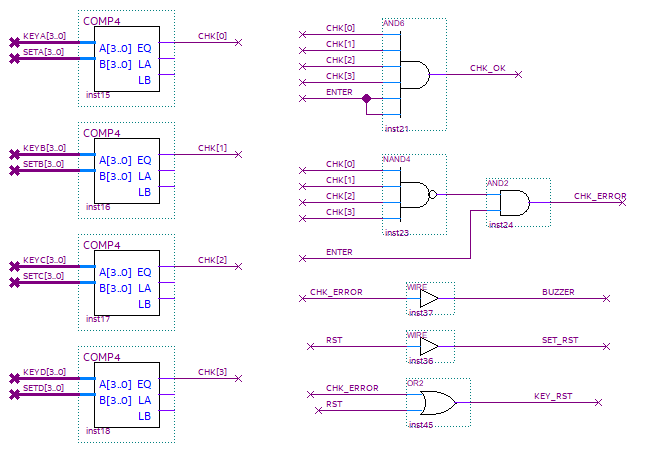 COMP4
KEYA[3..0]
SETA[3..0]
A[3..0] EQ
B[3..0] LA
LB
CHK[0]
inst15
COMP4
KEYB[3..0]
SETB[3..0]
A[3..0] EQ
B[3..0] LA
LB
CHK[1]
inst16
COMP4
KEYC[3..0]
SETC[3..0]
A[3..0] EQ
B[3..0] LA
LB
CHK[2]
inst17
COMP4
KEYD[3..0]
SETD[3..0]
A[3..0] EQ
B[3..0] LA
LB
CHK[3]
inst18
AND6
CHK[0]
CHK[1]
CHK[2]
CHK[3]
ENTER
CHK_OK
inst21
NAND4
CHK[0]
CHK[1]
CHK[2]
CHK[3]
inst23
AND2
CHK_ERROR
inst24
ENTER
WIRE
CHK_ERROR
BUZZER
inst37
WIRE
RST
SET_RST
inst36
OR2
CHK_ERROR
RST
KEY_RST
inst45